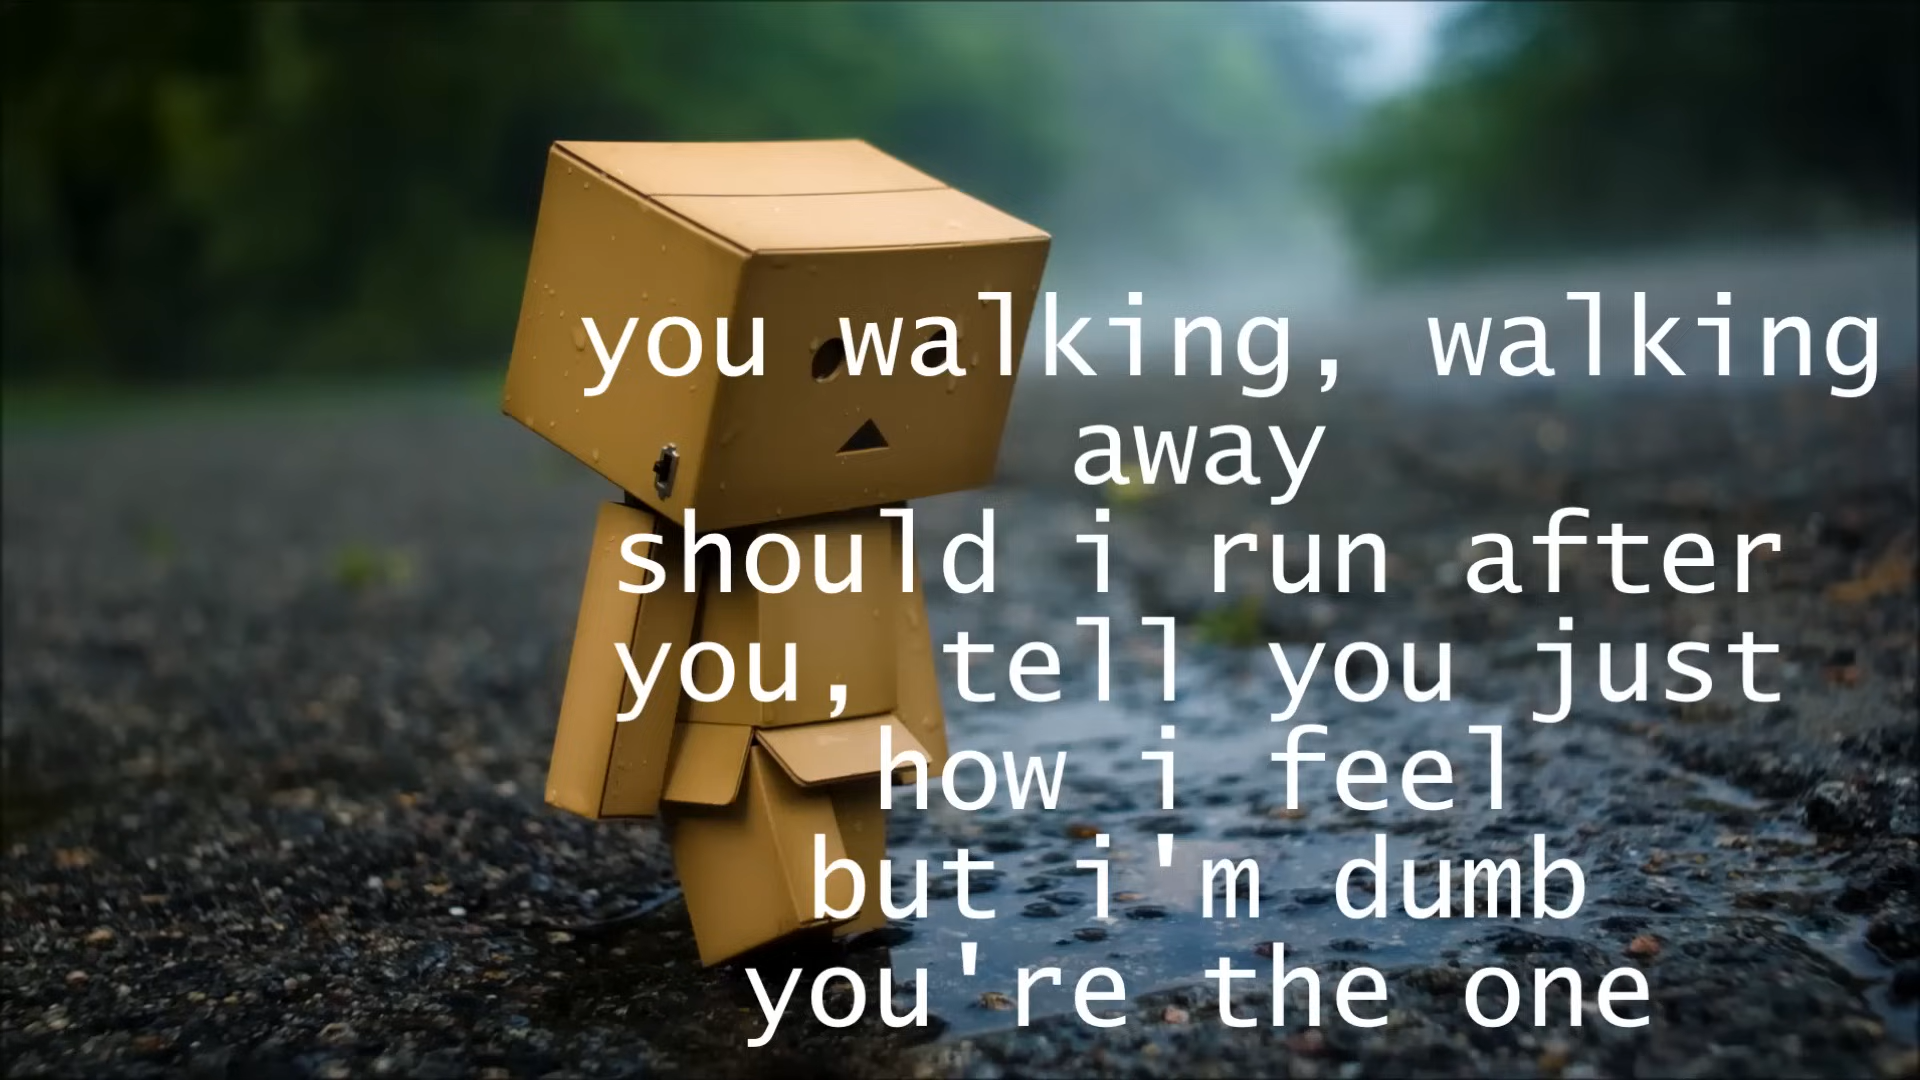 you walking, walking
away
should i run after
you, tell you just
how i feel
but i'm dumb
you're the one